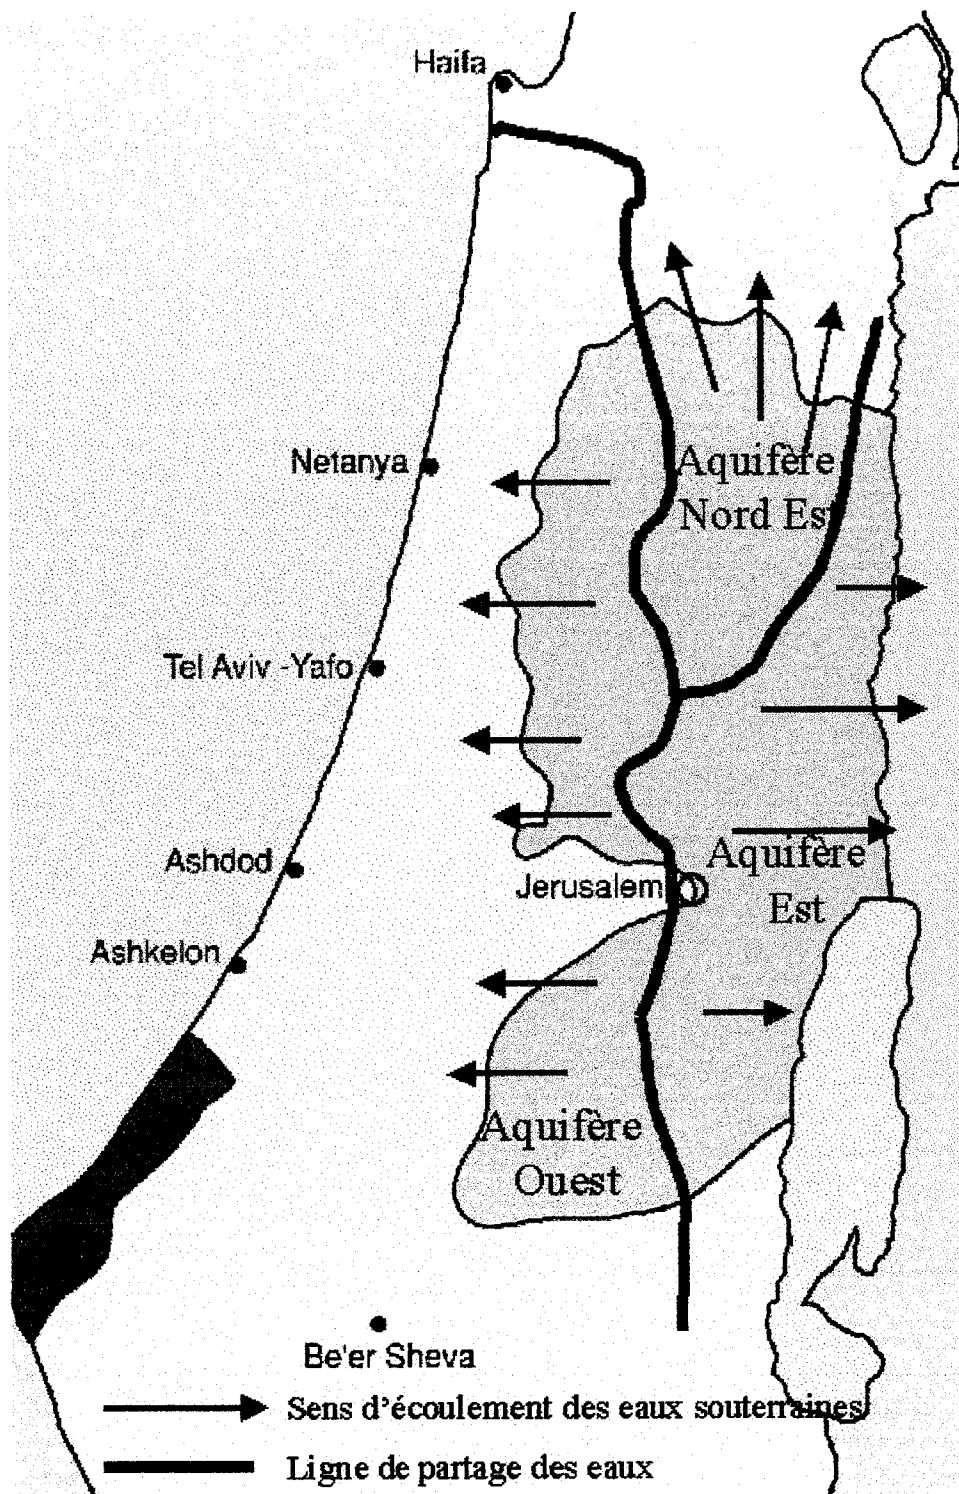 Haifa
Netanya
Aquifère
Nord Est
Tel Aviv -Yafo
Ashdod
Aquifère
Est
Jerusalem
Ashkelon
Aquifère
Ouest
Be'er Sheva
Sens d'écoulement des eaux souterraines
Ligne de partage des eaux